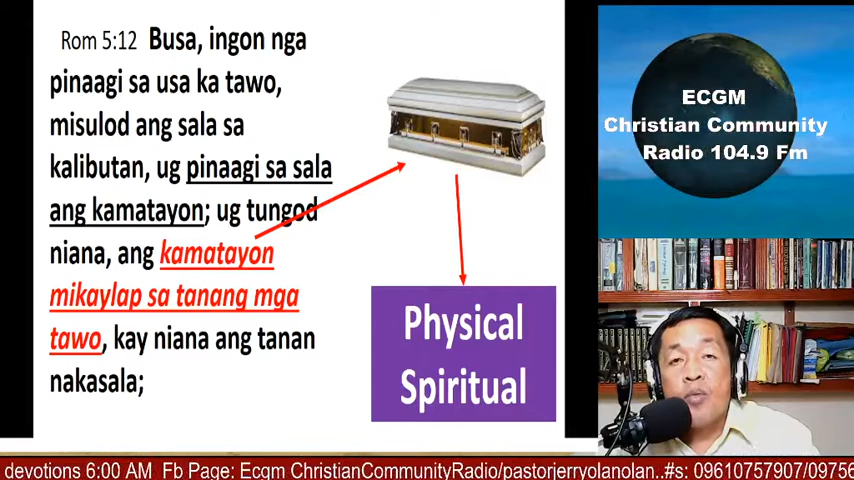 Rom 5:12 Busa, ingon nga
pinaagi sa usa ka tawo,
misulod ang sala sa
kalibutan, ug pinaagi sa sala
ang kamatayon; ug tungod
niana, ang kamatayon
mikaylap sa tanang mga
tawo, kay niana ang tanan
nakasala;
Physical
Spiritual
ECGM
Christian Community
Radio 104.9 Fm
devotions 6:00 AM Fb Page: Ecgm ChristianCommunityRadio/pastorjerryolanolan..#s: 09610757907/09756